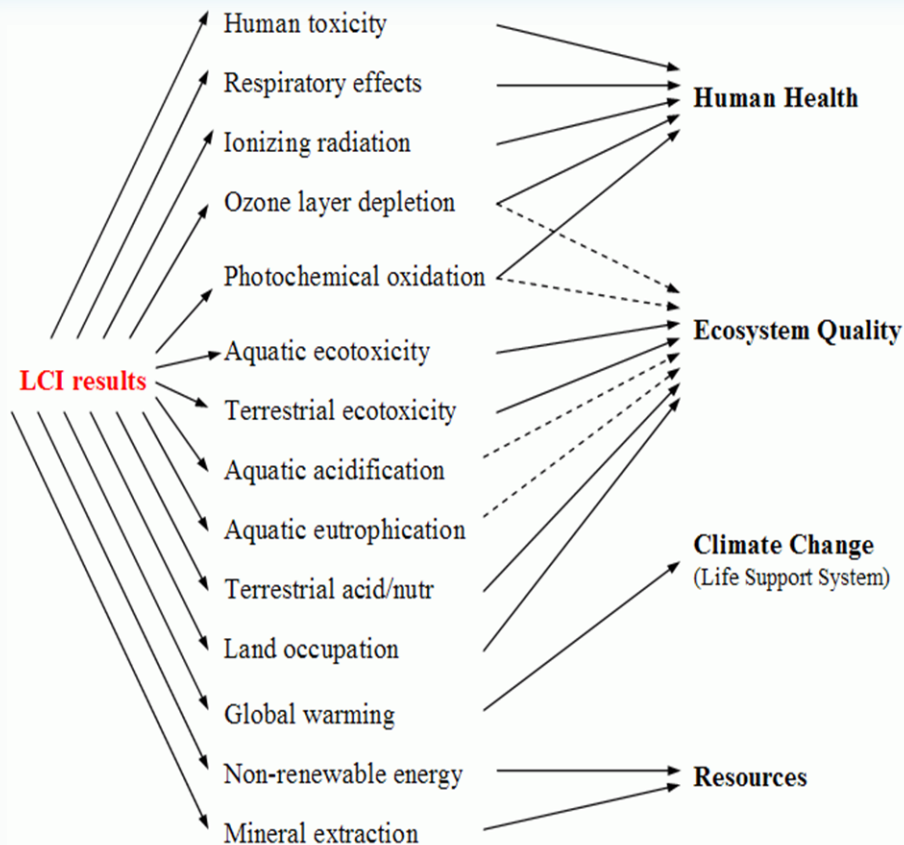 Human toxicity
Respiratory effects
Human Health
Ionizing radiation
Ozone layer depletion
Photochemical oxidation
Ecosystem Quality
Aquatic ecotoxicity
LCI results
Terrestrial ecotoxicity
Aquatic acidification
Aquatic eutrophication
Climate Change
(Life Support System)
Terrestrial acid/nutr
Land occupation
Global warming
Non-renewable energy
Resources
Mineral extraction